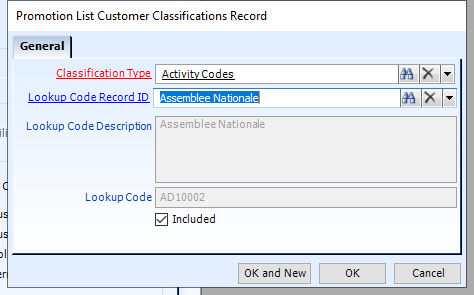 Promotion List Customer Classifications Record
General
Classification Type Activity Codes
Lookup Code Record ID Assemblee Nationale
Lookup Code Description Assemblee Nationale
Lookup Code AD10002
Included
OK and New OK Cancel